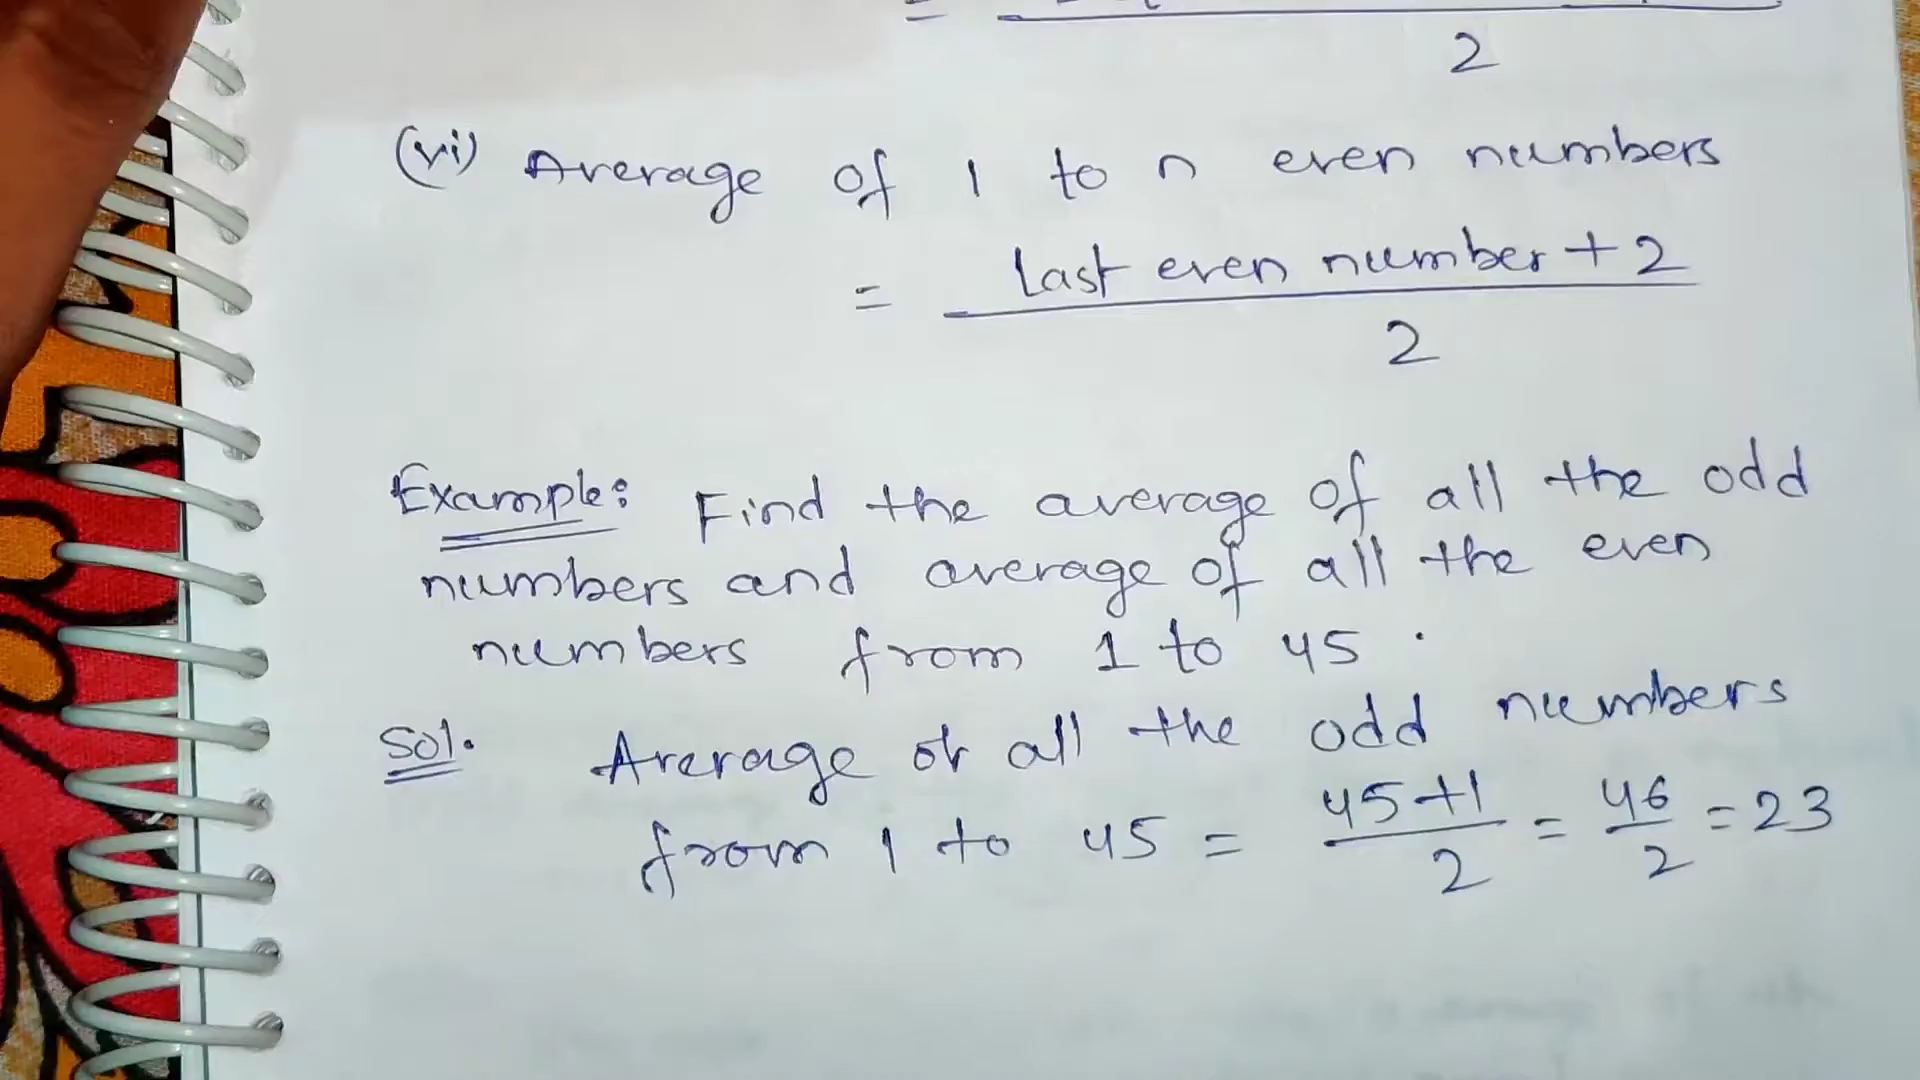 =
2
(vi) Average of 1 to n even numbers
= last even number + 2
2
Example: Find the average of all the odd
numbers and average of all the even
numbers from 1 to 45.
Sol. Average of all the odd numbers
from 1 to 45 = 45+1/2 = 46/2 = 23